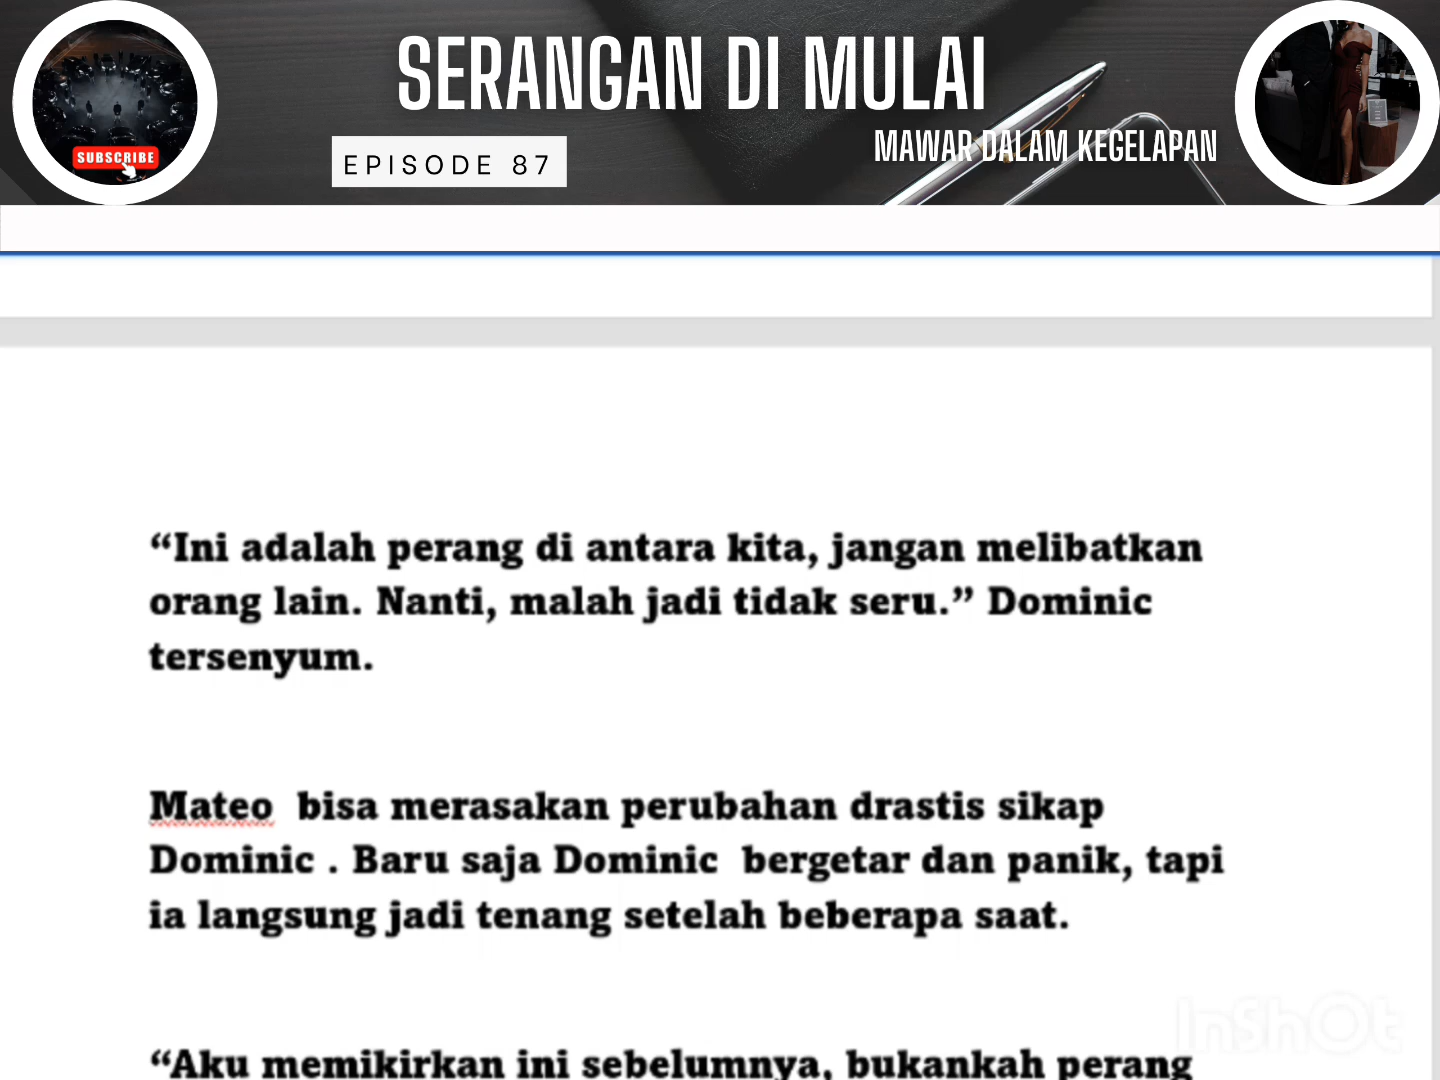 SERANGAN DI MULAI
MAWAR DALAM KEGELAPAN
EPISODE 87
SUBSCRIBE
“Ini adalah perang di antara kita, jangan melibatkan
orang lain. Nanti, malah jadi tidak seru.” Dominic
tersenyum.
Mateo bisa merasakan perubahan drastis sikap
Dominic . Baru saja Dominic bergetar dan panik, tapi
ia langsung jadi tenang setelah beberapa saat.
“Aku memikirkan ini sebelumnya, bukankah perang
InShOt